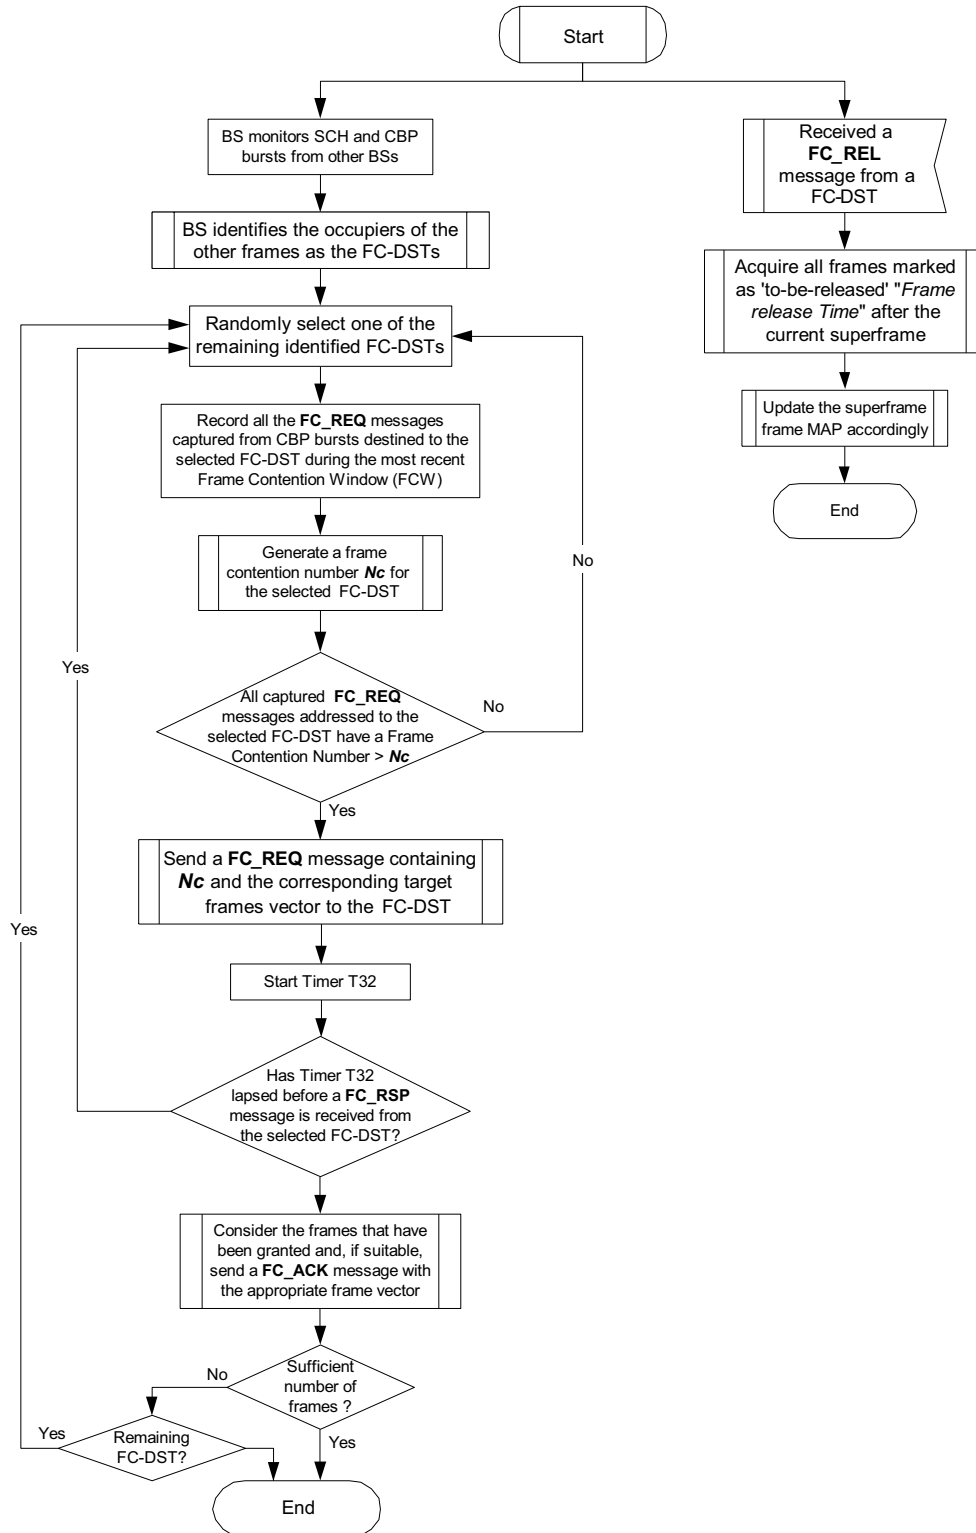 Start
BS monitors SCH and CBP
bursts from other BSs
BS identifies the occupiers of the
other frames as the FC-DSTs
Randomly select one of the
remaining identified FC-DSTs
Record all the FC_REQ messages
captured from CBP bursts destined to the
selected FC-DST during the most recent
Frame Contention Window (FCW)
Generate a frame
contention number Nc for
the selected FC-DST
No
Yes
All captured FC_REQ
messages addressed to the
selected FC-DST have a Frame
Contention Number > Nc
No
Yes
Send a FC_REQ message containing
Nc and the corresponding target
frames vector to the FC-DST
Yes
Start Timer T32
Has Timer T32
lapsed before a FC_RSP
message is received from
the selected FC-DST?
Consider the frames that have
been granted and, if suitable,
send a FC_ACK message with
the appropriate frame vector
Sufficient
number of
frames ?
No
Yes
Remaining
FC-DST?
Yes
End
Received a
FC_REL
message from a
FC-DST
Acquire all frames marked
as 'to-be-released' "Frame
release Time" after the
current superframe
Update the superframe
frame MAP accordingly
End